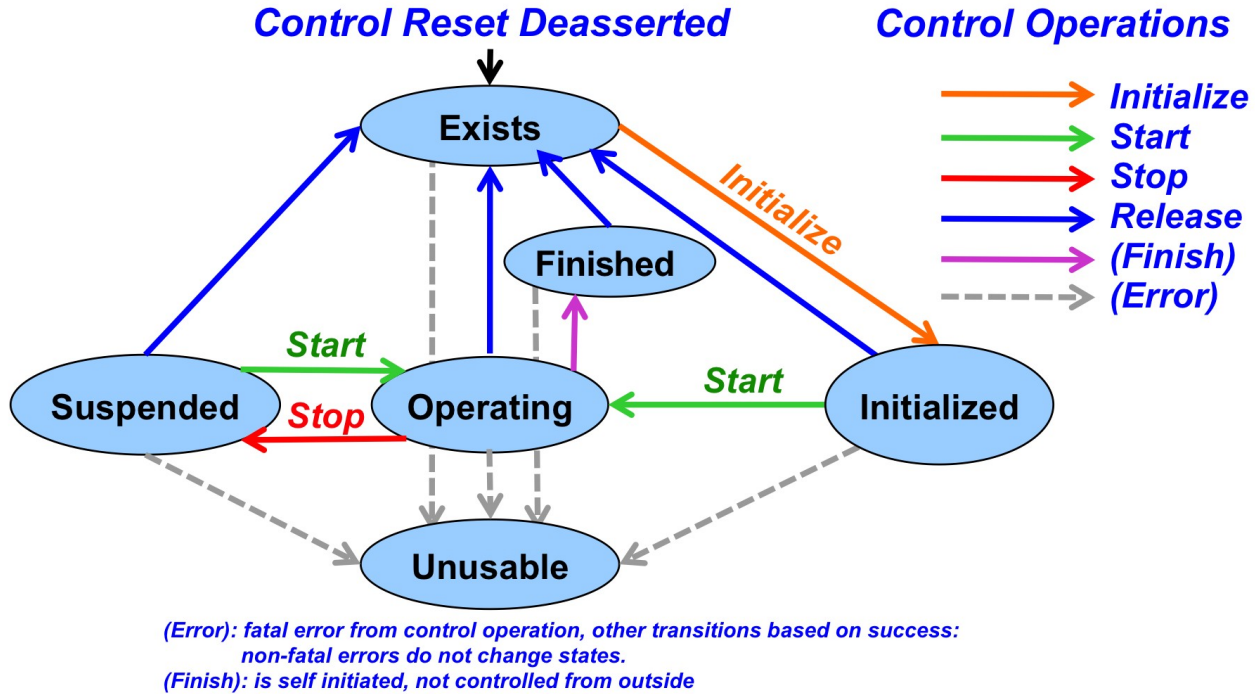 Control Reset Deasserted
Control Operations
Initialize
Start
Stop
Release
(Finish)
(Error)
Exists
Initialize
Finished
Start
Stop
Start
Suspended
Operating
Initialized
Unusable
(Error): fatal error from control operation, other transitions based on success:
non-fatal errors do not change states.
(Finish): is self initiated, not controlled from outside